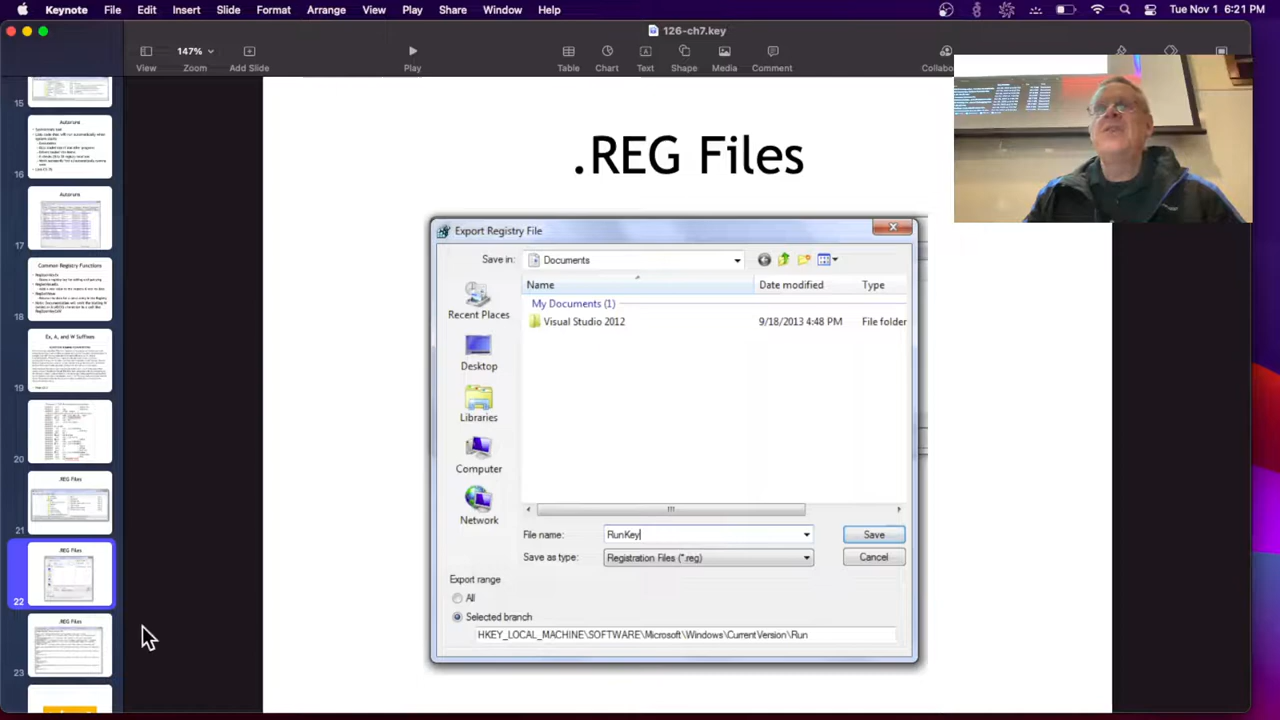 Keynote File Edit Insert Slide Format Arrange View Play Share Window Help Tue Nov 1 6:21 PM
126-ch7.key
147%
View Zoom Add Slide Play Table Chart Text Shape Media Comment Collabo
15
Autoruns
16
Autoruns
17
Common Registry Functions
18
Ex, A, and W Suffixes
19
20
.REG Files
21
.REG Files
22
.REG Files
23
.REG Files
Export Registry File
Save in: Documents
Name Date modified Type
My Documents (1)
Visual Studio 2012 9/18/2013 4:48 PM File folder
Recent Places
Desktop
Libraries
Computer
Network
File name: RunKey Save
Save as type: Registration Files (*.reg) Cancel
Export range
All
Selected branch
HKEY_LOCAL_MACHINE\SOFTWARE\Microsoft\Windows\CurrentVersion\Run